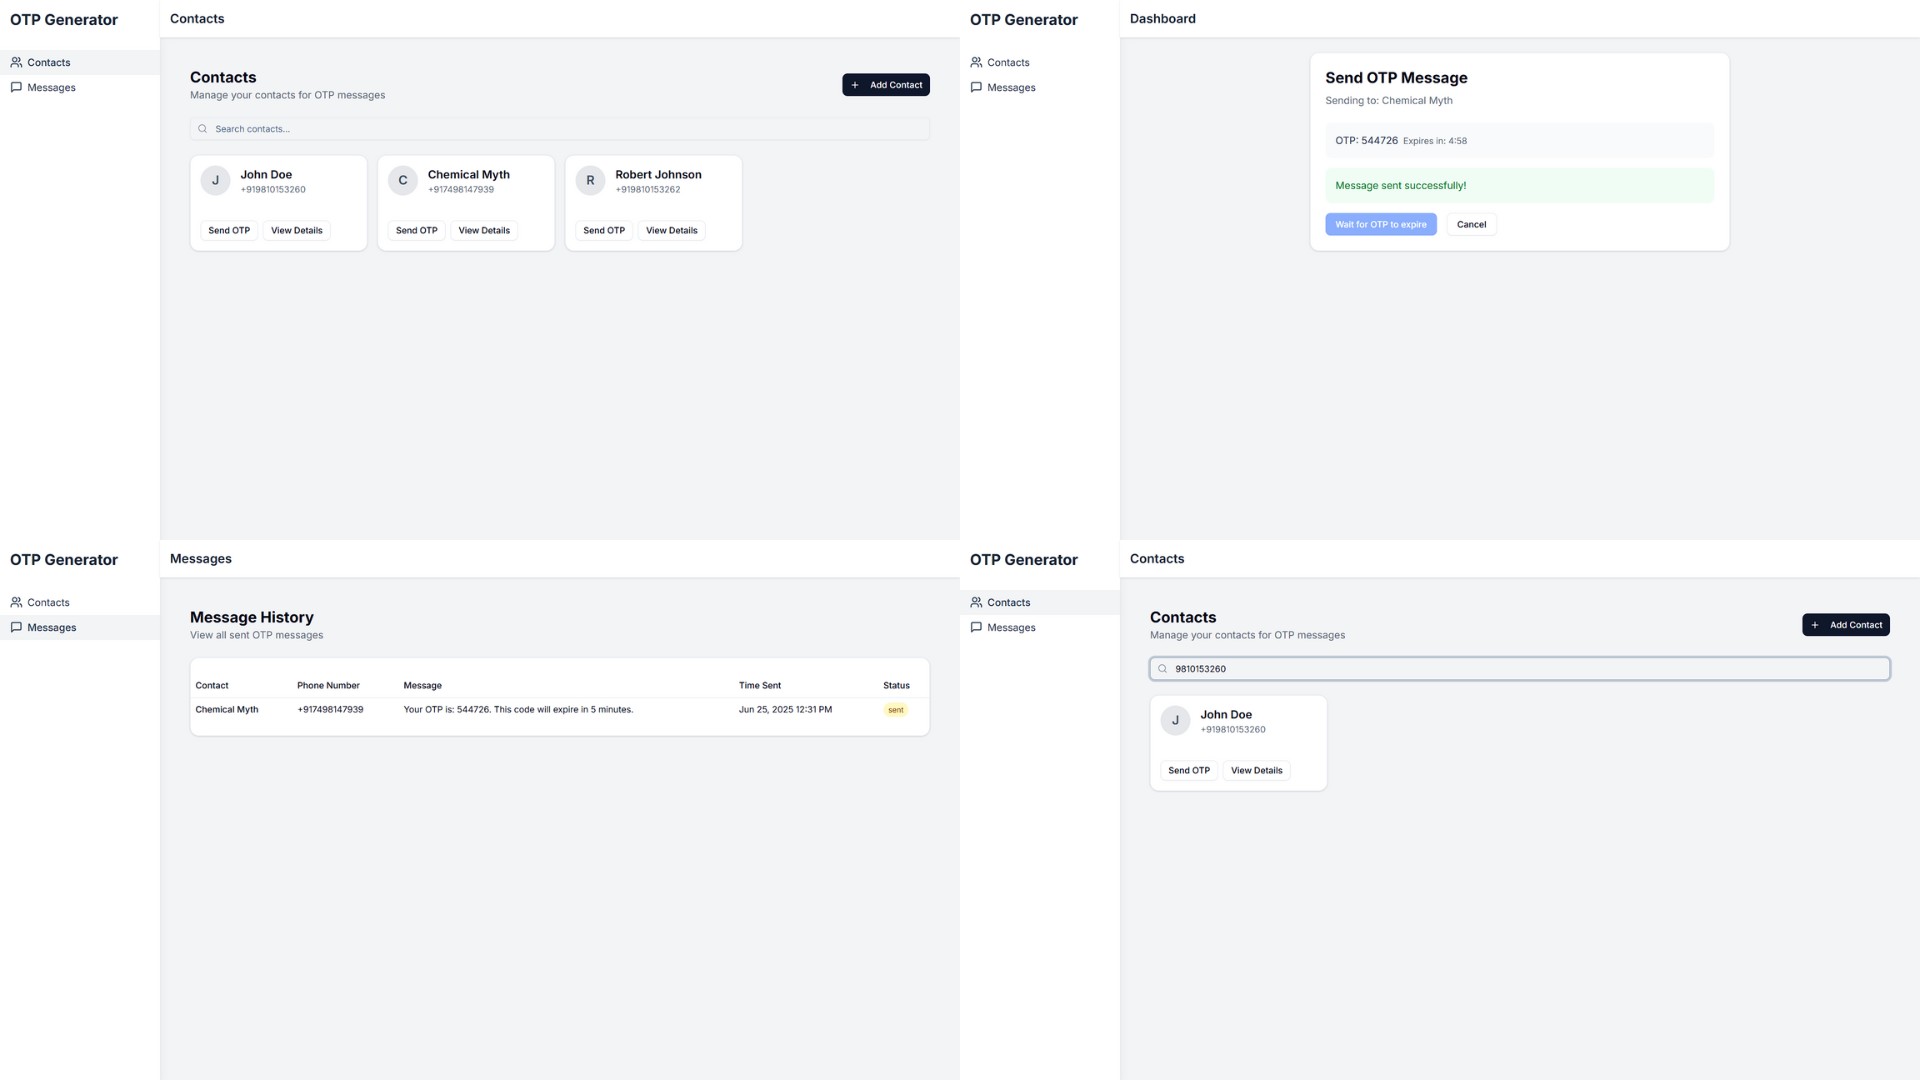 OTP Generator
Contacts
Messages
Contacts
Contacts
Manage your contacts for OTP messages
+ Add Contact
Search contacts...
J
John Doe
+919810153260
Send OTP
View Details
C
Chemical Myth
+917498147939
Send OTP
View Details
R
Robert Johnson
+919810153262
Send OTP
View Details
OTP Generator
Contacts
Messages
Dashboard
Send OTP Message
Sending to: Chemical Myth
OTP: 544726 Expires in: 4:58
Message sent successfully!
Wait for OTP to expire
Cancel
OTP Generator
Contacts
Messages
Messages
Message History
View all sent OTP messages
Contact Phone Number Message Time Sent Status
Chemical Myth +917498147939 Your OTP is: 544726. This code will expire in 5 minutes. Jun 25, 2025 12:31 PM sent
OTP Generator
Contacts
Messages
Contacts
Contacts
Manage your contacts for OTP messages
+ Add Contact
9810153260
J
John Doe
+919810153260
Send OTP
View Details